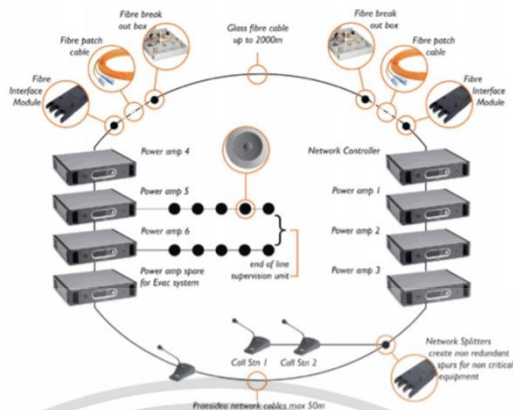 Fibre break
out box
Fibre patch
cable
Fibre
Interface
Module
Glass fibre cable
up to 2000m
Fibre break
out box
Fibre patch
cable
Fibre
Interface
Module
Power amp 4
Power amp 5
Power amp 6
Power amp spare
for Evac system
end of line
supervision unit
Network Controller
Power amp 1
Power amp 2
Power amp 3
Call Stn 1
Call Stn 2
Network Splitters
create non redundant
spurs for non critical
equipment
Praesideo network cables max 50m